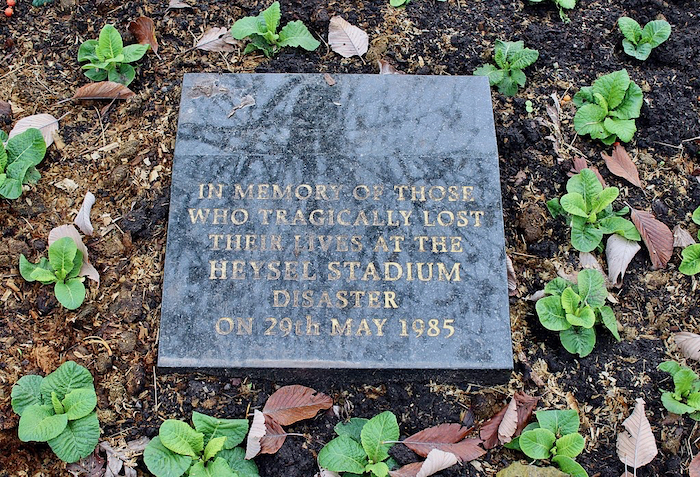 IN MEMORY OF THOSE
WHO TRAGICALLY LOST
THEIR LIVES AT THE
HEYSEL STADIUM
DISASTER
ON 29th MAY 1985